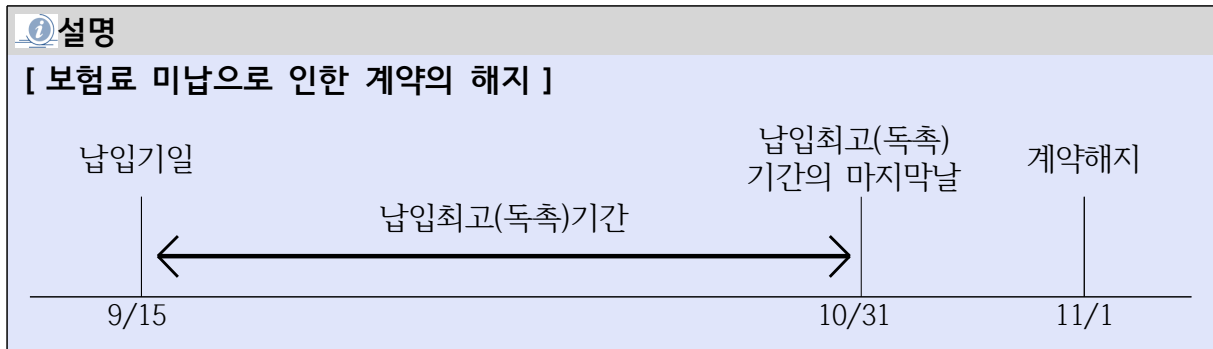 설명
[ 보험료 미납으로 인한 계약의 해지 ]
납입기일
납입최고(독촉)
기간의 마지막날
계약해지
납입최고(독촉)기간
9/15
10/31
11/1